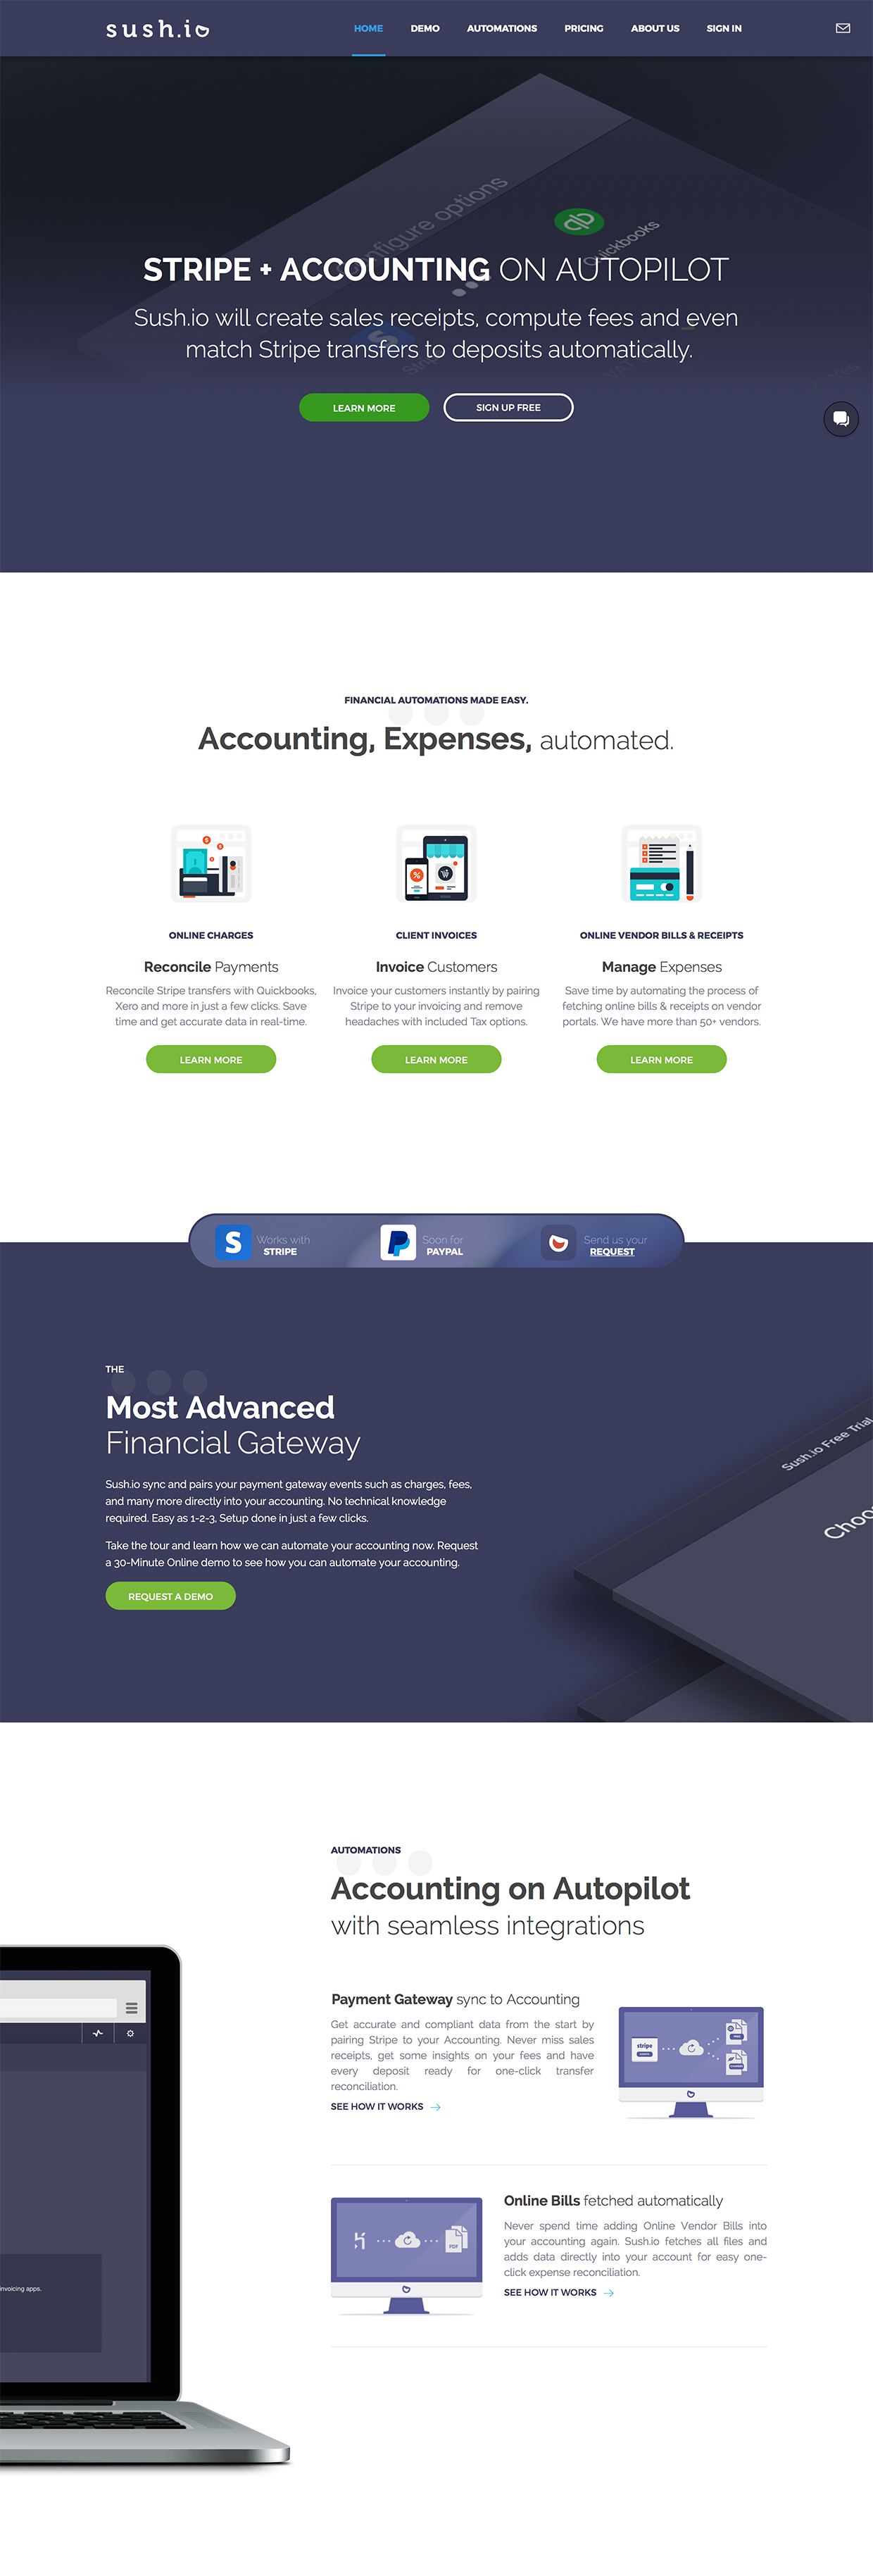 sush.io
HOME DEMO AUTOMATIONS PRICING ABOUT US SIGN IN
Configure options
Quickbooks
STRIPE + ACCOUNTING ON AUTOPILOT
Sush.io will create sales receipts, compute fees and even
match Stripe transfers to deposits automatically.
Yes
LEARN MORE
SIGN UP FREE
FINANCIAL AUTOMATIONS MADE EASY.
Accounting, Expenses, automated.
ONLINE CHARGES
Reconcile Payments
Reconcile Stripe transfers with Quickbooks,
Xero and more in just a few clicks. Save
time and get accurate data in real-time.
LEARN MORE
CLIENT INVOICES
Invoice Customers
Invoice your customers instantly by pairing
Stripe to your invoicing and remove
headaches with included Tax options.
LEARN MORE
ONLINE VENDOR BILLS & RECEIPTS
Manage Expenses
Save time by automating the process of
fetching online bills & receipts on vendor
portals. We have more than 50+ vendors.
LEARN MORE
S
Works with
STRIPE
Soon for
PAYPAL
Send us your
REQUEST
THE
Most Advanced
Financial Gateway
Sush.io sync and pairs your payment gateway events such as charges, fees,
and many more directly into your accounting. No technical knowledge
required. Easy as 1-2-3, Setup done in just a few clicks.
Take the tour and learn how we can automate your accounting now. Request
a 30-Minute Online demo to see how you can automate your accounting.
REQUEST A DEMO
Sush.io Free Trial
Choo
AUTOMATIONS
Accounting on Autopilot
with seamless integrations
Payment Gateway sync to Accounting
Get accurate and compliant data from the start by
pairing Stripe to your Accounting. Never miss sales
receipts, get some insights on your fees and have
every deposit ready for one-click transfer
reconciliation.
SEE HOW IT WORKS
stripe
Online Bills fetched automatically
Never spend time adding Online Vendor Bills into
your accounting again. Sush.io fetches all files and
adds data directly into your account for easy one-
click expense reconciliation.
SEE HOW IT WORKS
PDF
invoicing apps.